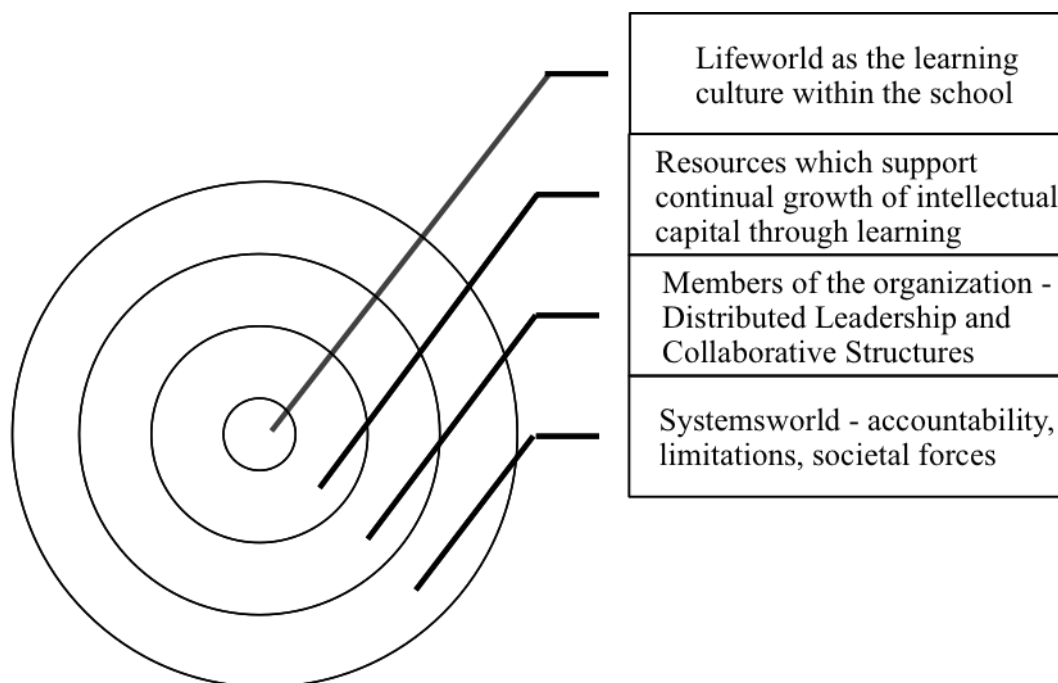 Lifeworld as the learning
culture within the school
Resources which support
continual growth of intellectual
capital through learning
Members of the organization -
Distributed Leadership and
Collaborative Structures
Systemsworld - accountability,
limitations, societal forces